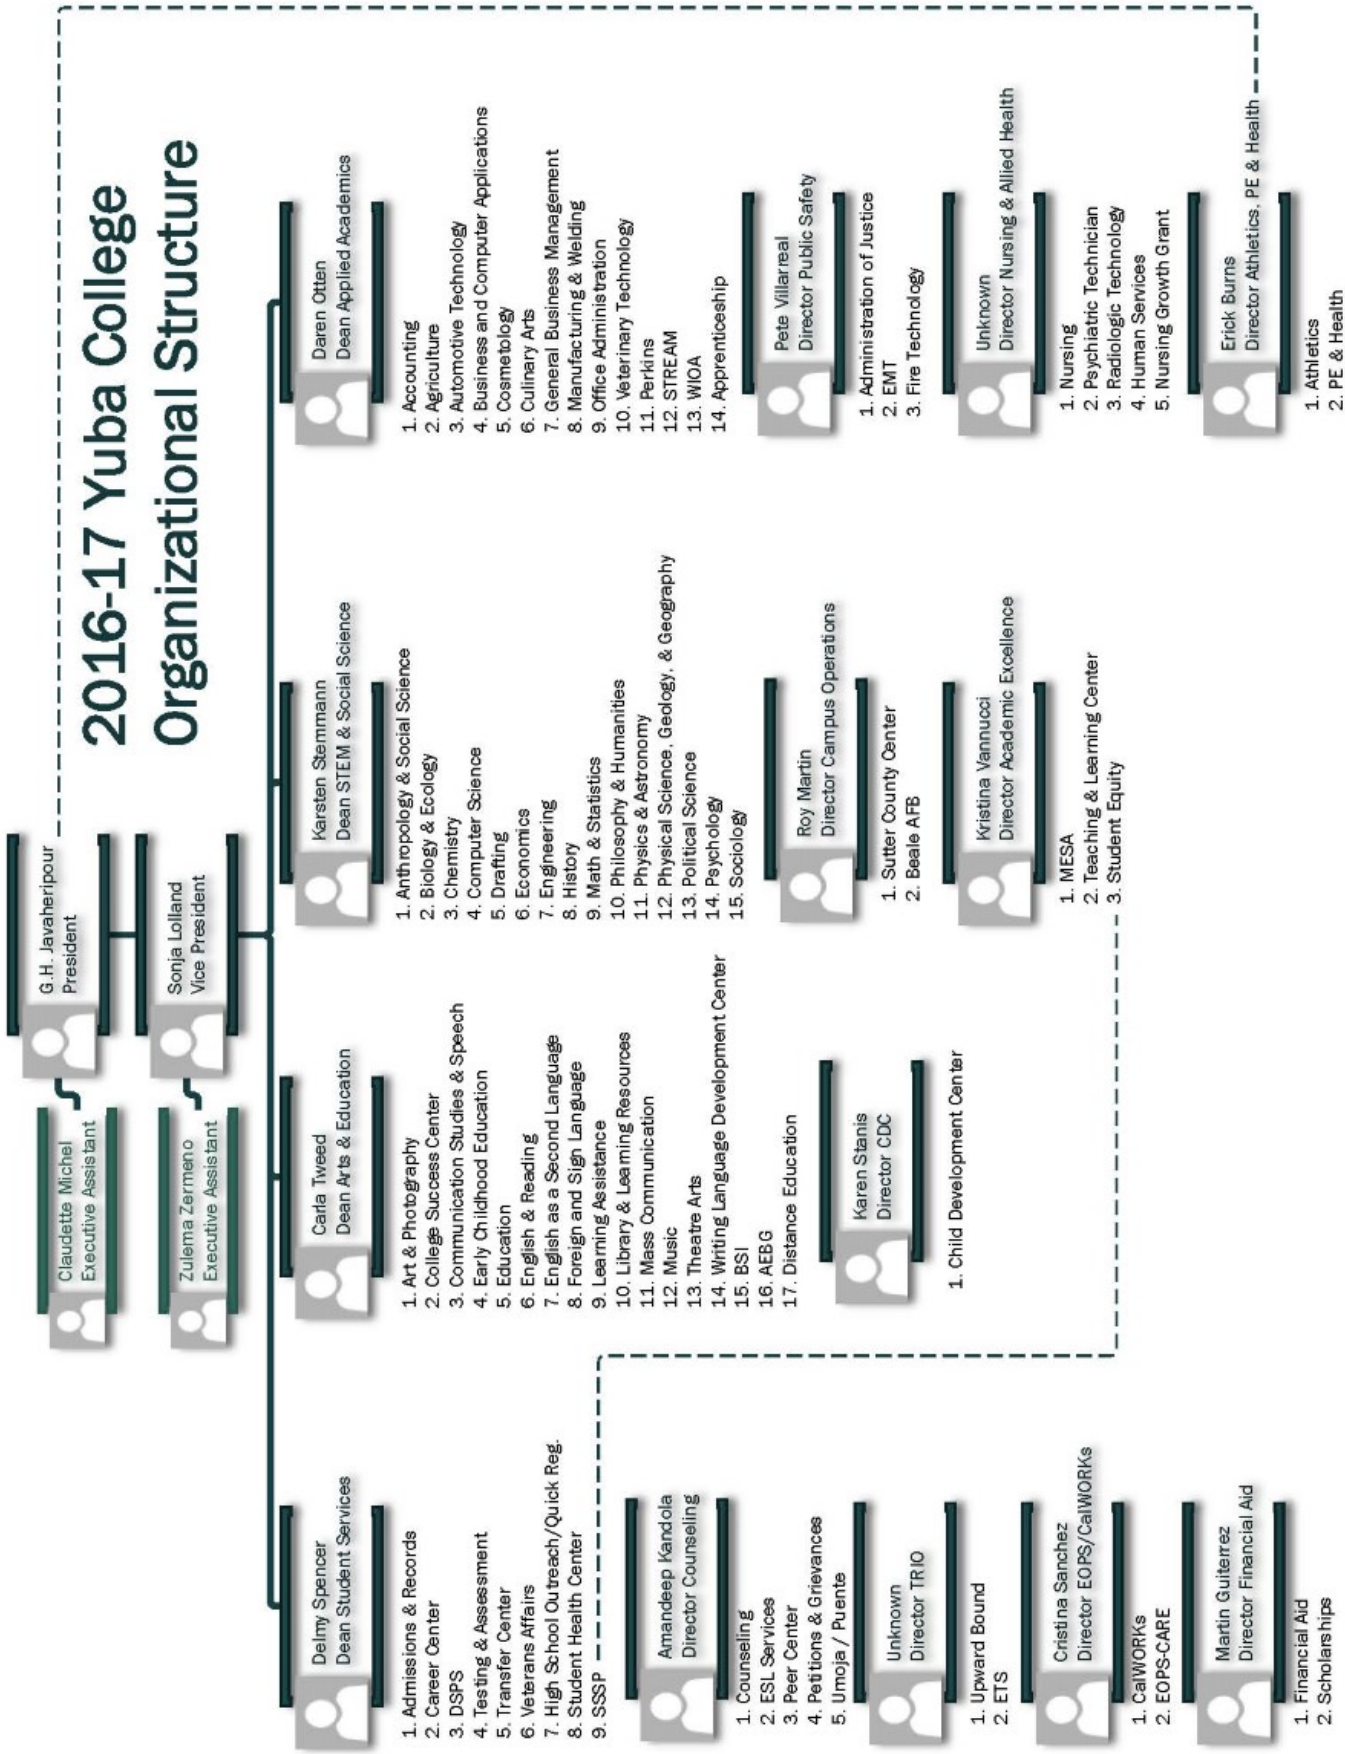 2016-17 Yuba College
Organizational Structure
G.H. Javaheripour
President
Claudette Michel
Executive Assistant
Sonja Lolland
Vice President
Zulema Zermeno
Executive Assistant
Delmy Spencer
Dean Student Services
1. Admissions & Records
2. Career Center
3. DSPS
4. Testing & Assessment
5. Transfer Center
6. Veterans Affairs
7. High School Outreach/Quick Reg.
8. Student Health Center
9. SSSP
Amandeep Kandola
Director Counseling
1. Counseling
2. ESL Services
3. Peer Center
4. Petitions & Grievances
5. Umoja / Puente
Unknown
Director TRIO
1. Upward Bound
2. ETS
Cristina Sanchez
Director EOPS/CalWORKs
1. CalWORKs
2. EOPS-CARE
Martin Guiterrez
Director Financial Aid
1. Financial Aid
2. Scholarships
Carla Tweed
Dean Arts & Education
1. Art & Photography
2. College Success Center
3. Communication Studies & Speech
4. Early Childhood Education
5. Education
6. English & Reading
7. English as a Second Language
8. Foreign and Sign Language
9. Learning Assistance
10. Library & Learning Resources
11. Mass Communication
12. Music
13. Theatre Arts
14. Writing Language Development Center
15. BSI
16. AEBG
17. Distance Education
Karen Stanis
Director CDC
1. Child Development Center
Karsten Stemmann
Dean STEM & Social Science
1. Anthropology & Social Science
2. Biology & Ecology
3. Chemistry
4. Computer Science
5. Drafting
6. Economics
7. Engineering
8. History
9. Math & Statistics
10. Philosophy & Humanities
11. Physics & Astronomy
12. Physical Science, Geology, & Geography
13. Political Science
14. Psychology
15. Sociology
Roy Martin
Director Campus Operations
1. Sutter County Center
2. Beale AFB
Kristina Vannucci
Director Academic Excellence
1. MESA
2. Teaching & Learning Center
3. Student Equity
Daren Otten
Dean Applied Academics
1. Accounting
2. Agriculture
3. Automotive Technology
4. Business and Computer Applications
5. Cosmetology
6. Culinary Arts
7. General Business Management
8. Manufacturing & Welding
9. Office Administration
10. Veterinary Technology
11. Perkins
12. STREAM
13. WIOA
14. Apprenticeship
Pete Villarreal
Director Public Safety
1. Administration of Justice
2. EMT
3. Fire Technology
Unknown
Director Nursing & Allied Health
1. Nursing
2. Psychiatric Technician
3. Radiologic Technology
4. Human Services
5. Nursing Growth Grant
Erick Burns
Director Athletics, PE & Health
1. Athletics
2. PE & Health